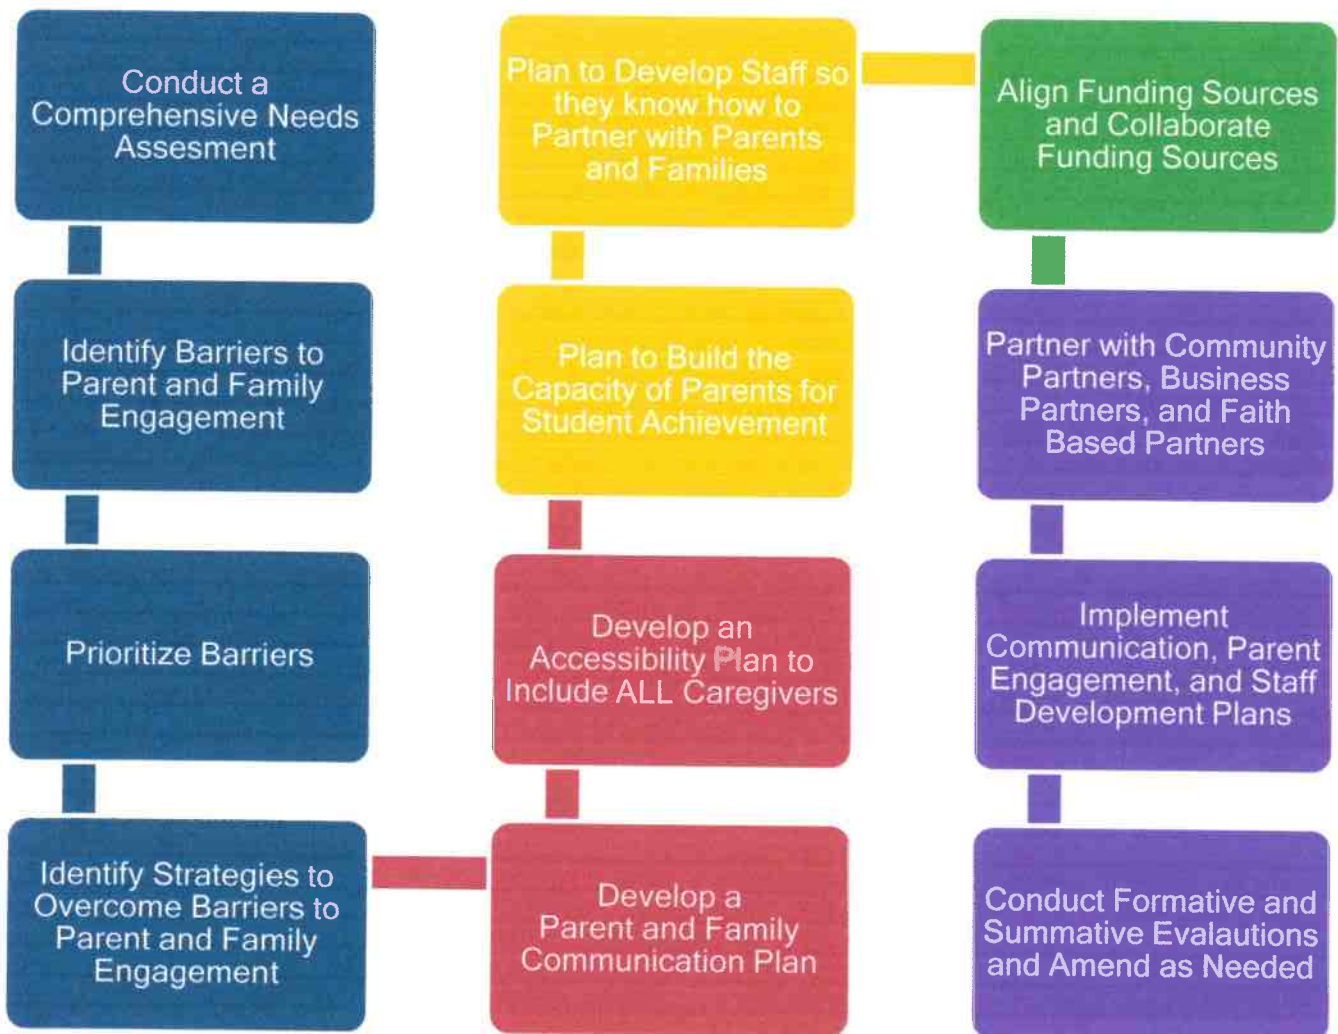 Conduct a
Comprehensive Needs
Assesment
Identify Barriers to
Parent and Family
Engagement
Prioritize Barriers
Identify Strategies to
Overcome Barriers to
Parent and Family
Engagement
Develop a
Parent and Family
Communication Plan
Develop an
Accessibility Plan to
Include ALL Caregivers
Plan to Build the
Capacity of Parents for
Student Achievement
Plan to Develop Staff so
they know how to
Partner with Parents
and Families
Align Funding Sources
and Collaborate
Funding Sources
Partner with Community
Partners, Business
Partners, and Faith
Based Partners
Implement
Communication, Parent
Engagement, and Staff
Development Plans
Conduct Formative and
Summative Evalautions
and Amend as Needed